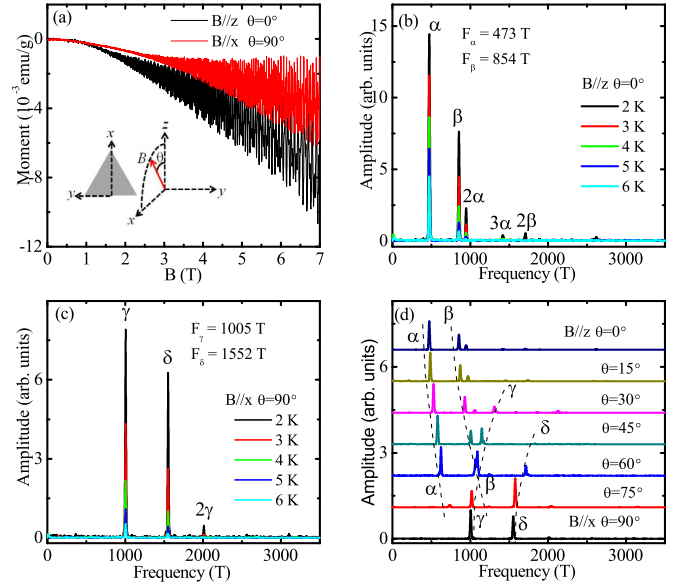 (a)
B//z θ=0°
B//x θ=90°
Moment (10⁻³ emu/g)
0
-4
-8
-12
x
y
z
B
θ
y
x
0 1 2 3 4 5 6 7
B (T)
(b)
α
F_α = 473 T
F_β = 854 T
β
2α
3α 2β
B//z θ=0°
2 K
3 K
4 K
5 K
6 K
Amplitude (arb. units)
15
10
5
0
0 1000 2000 3000
Frequency (T)
(c)
γ
F_γ = 1005 T
F_δ = 1552 T
δ
2γ
B//x θ=90°
2 K
3 K
4 K
5 K
6 K
Amplitude (arb. units)
6
3
0
0 1000 2000 3000
Frequency (T)
(d)
α β
B//z θ=0°
θ=15°
γ
θ=30°
δ
θ=45°
θ=60°
α β
θ=75°
γ δ
B//x θ=90°
Amplitude (arb. units)
7.2
3.6
0.0
0 1000 2000 3000
Frequency (T)